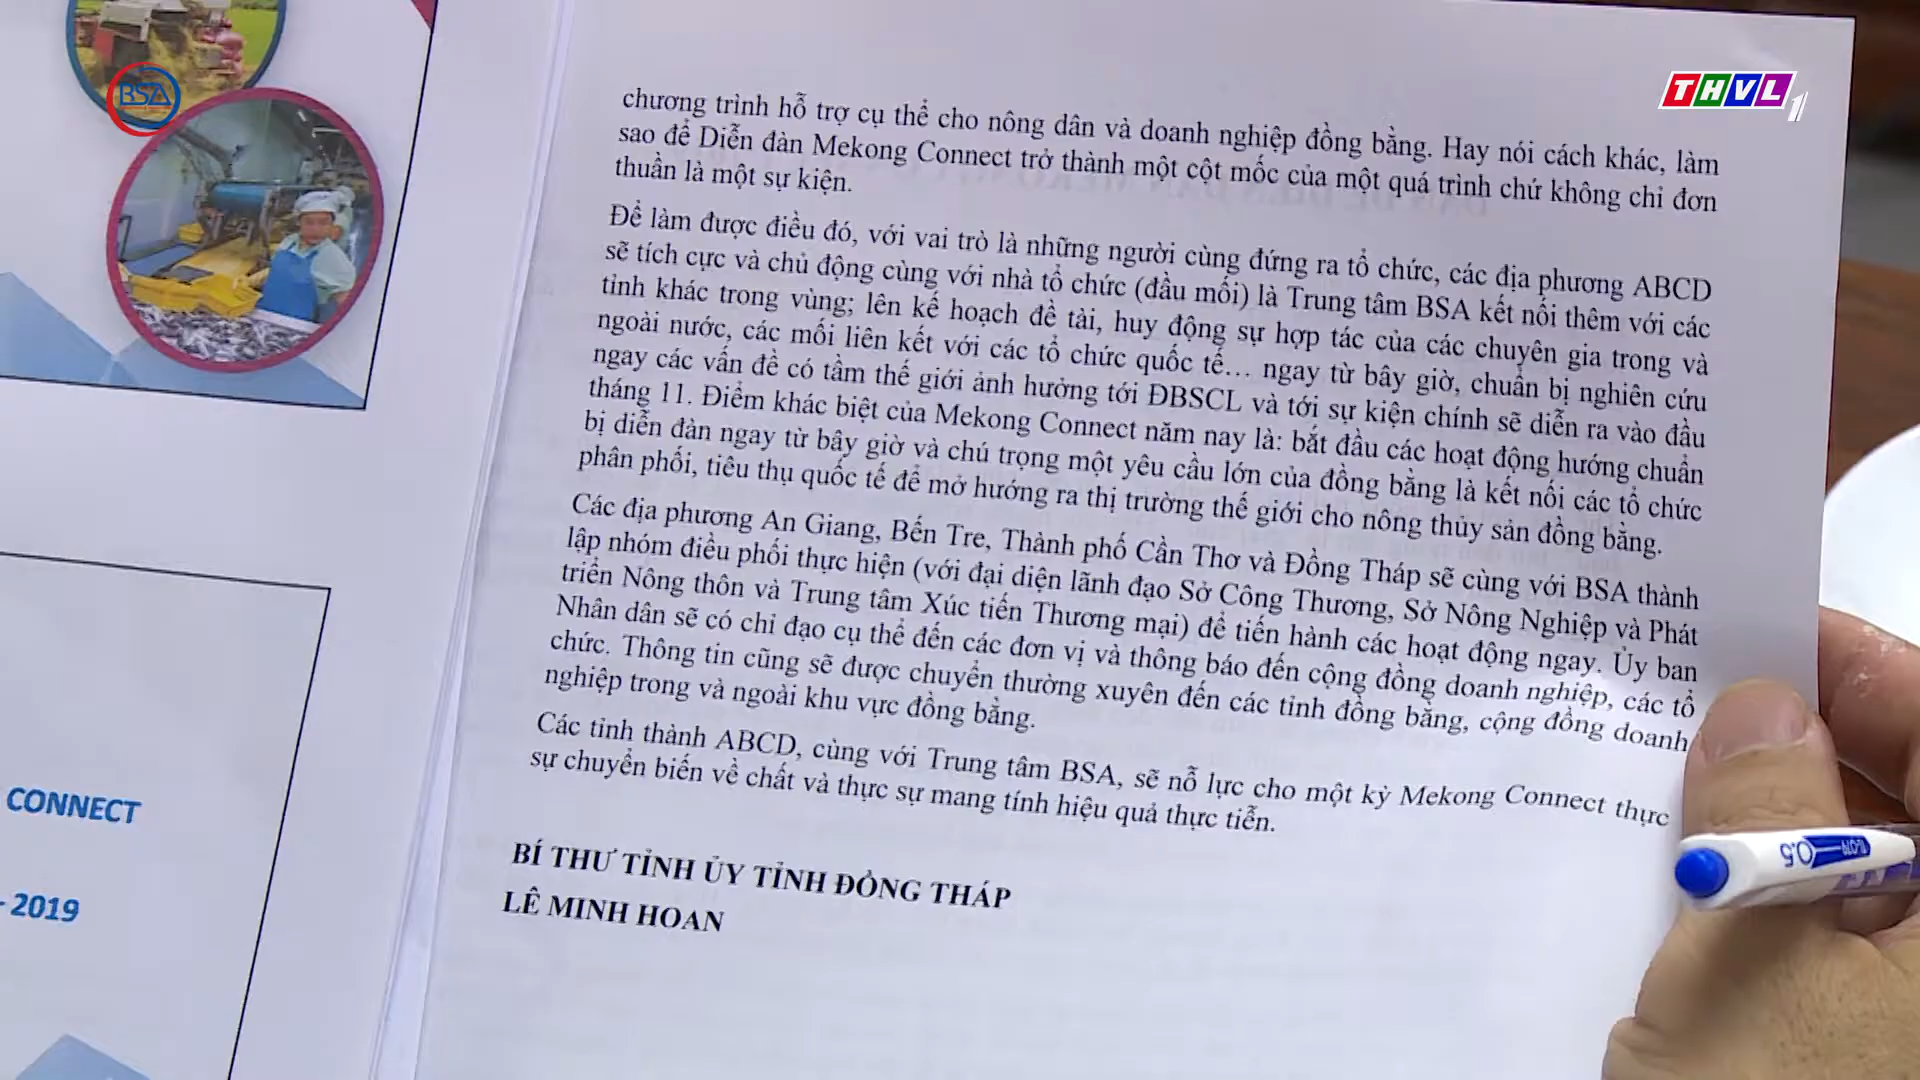 BSA
THVL1
chương trình hỗ trợ cụ thể cho nông dân và doanh nghiệp đồng bằng. Hay nói cách khác, làm
sao để Diễn đàn Mekong Connect trở thành một cột mốc của một quá trình chứ không chỉ đơn
thuần là một sự kiện.
Để làm được điều đó, với vai trò là những người cùng đứng ra tổ chức, các địa phương ABCD
sẽ tích cực và chủ động cùng với nhà tổ chức (đầu mối) là Trung tâm BSA kết nối thêm với các
tỉnh khác trong vùng; lên kế hoạch đề tài, huy động sự hợp tác của các chuyên gia trong và
ngoài nước, các mối liên kết với các tổ chức quốc tế… ngay từ bây giờ, chuẩn bị nghiên cứu
ngay các vấn đề có tầm thế giới ảnh hưởng tới ĐBSCL và tới sự kiện chính sẽ diễn ra vào đầu
tháng 11. Điểm khác biệt của Mekong Connect năm nay là: bắt đầu các hoạt động hướng chuẩn
bị diễn đàn ngay từ bây giờ và chú trọng một yêu cầu lớn của đồng bằng là kết nối các tổ chức
phân phối, tiêu thụ quốc tế để mở hướng ra thị trường thế giới cho nông thủy sản đồng bằng.
Các địa phương An Giang, Bến Tre, Thành phố Cần Thơ và Đồng Tháp sẽ cùng với BSA thành
lập nhóm điều phối thực hiện (với đại diện lãnh đạo Sở Công Thương, Sở Nông Nghiệp và Phát
triển Nông thôn và Trung tâm Xúc tiến Thương mại) để tiến hành các hoạt động ngay. Ủy ban
Nhân dân sẽ có chỉ đạo cụ thể đến các đơn vị và thông báo đến cộng đồng doanh nghiệp, các tổ
chức. Thông tin cũng sẽ được chuyển thường xuyên đến các tỉnh đồng bằng, cộng đồng doanh
nghiệp trong và ngoài khu vực đồng bằng.
Các tỉnh thành ABCD, cùng với Trung tâm BSA, sẽ nỗ lực cho một kỳ Mekong Connect thực
sự chuyển biến về chất và thực sự mang tính hiệu quả thực tiễn.
BÍ THƯ TỈNH ỦY TỈNH ĐỒNG THÁP
LÊ MINH HOAN
CONNECT
- 2019
0.5